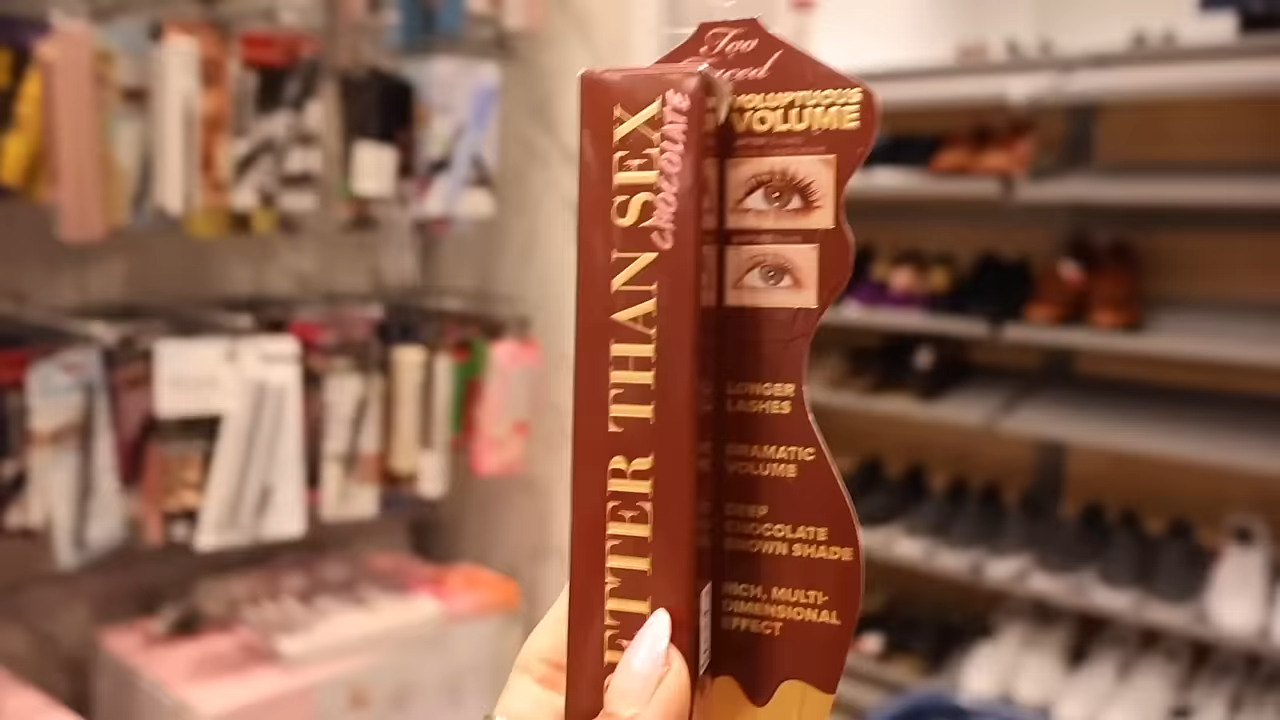 Too
Faced
BETTER THAN SEX
CHOCOLATE
VOLUPTUOUS
VOLUME
LONGER
LASHES
DRAMATIC
VOLUME
DEEP
CHOCOLATE
BROWN SHADE
RICH, MULTI-
DIMENSIONAL
EFFECT